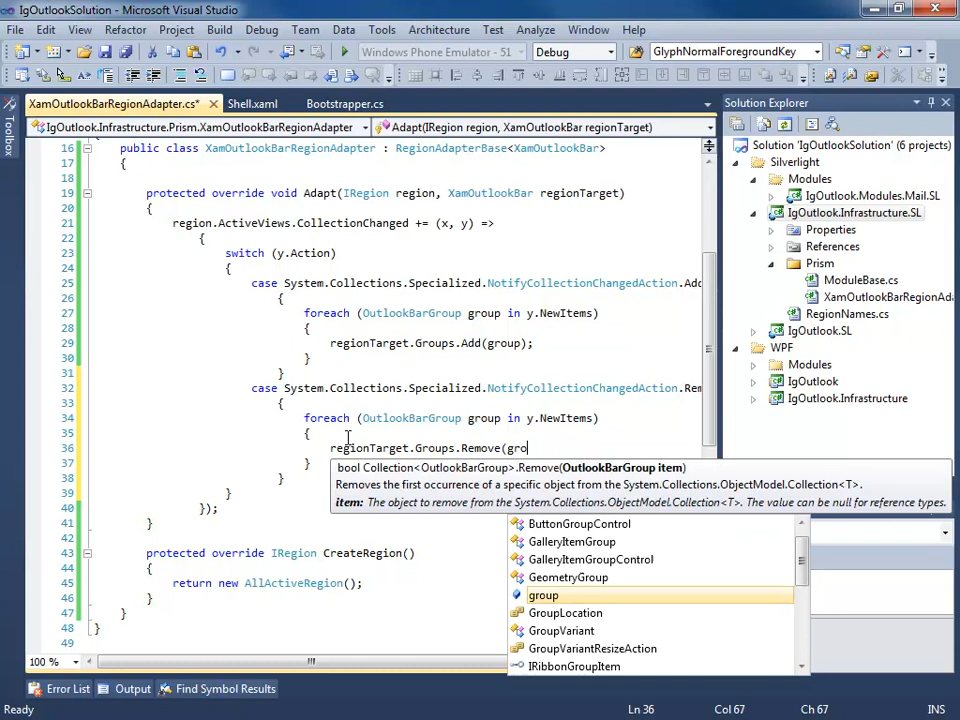 IgOutlookSolution - Microsoft Visual Studio
File Edit View Refactor Project Build Debug Team Data Tools Architecture Test Analyze Window Help
Windows Phone Emulator - 51 Debug GlyphNormalForegroundKey
XamOutlookBarRegionAdapter.cs* Shell.xaml Bootstrapper.cs
IgOutlook.Infrastructure.Prism.XamOutlookBarRegionAdapter Adapt(IRegion region, XamOutlookBar regionTarget)
Toolbox
16 public class XamOutlookBarRegionAdapter : RegionAdapterBase<XamOutlookBar>
17 {
18
19 protected override void Adapt(IRegion region, XamOutlookBar regionTarget)
20 {
21 region.ActiveViews.CollectionChanged += (x, y) =>
22 {
23 switch (y.Action)
24 {
25 case System.Collections.Specialized.NotifyCollectionChangedAction.Add
26 {
27 foreach (OutlookBarGroup group in y.NewItems)
28 {
29 regionTarget.Groups.Add(group);
30 }
31 }
32 case System.Collections.Specialized.NotifyCollectionChangedAction.Rem
33 {
34 foreach (OutlookBarGroup group in y.NewItems)
35 {
36 regionTarget.Groups.Remove(gro
37 }
38 }
39 }
40 });
41 }
42
43 protected override IRegion CreateRegion()
44 {
45 return new AllActiveRegion();
46 }
47 }
48 }
49
bool Collection<OutlookBarGroup>.Remove(OutlookBarGroup item)
Removes the first occurrence of a specific object from the System.Collections.ObjectModel.Collection<T>.
item: The object to remove from the System.Collections.ObjectModel.Collection<T>. The value can be null for reference types.
ButtonGroupControl
GalleryItemGroup
GalleryItemGroupControl
GeometryGroup
group
GroupLocation
GroupVariant
GroupVariantResizeAction
IRibbonGroupItem
100 %
Solution Explorer
Solution 'IgOutlookSolution' (6 projects)
Silverlight
Modules
IgOutlook.Modules.Mail.SL
IgOutlook.Infrastructure.SL
Properties
References
Prism
ModuleBase.cs
XamOutlookBarRegionAda
RegionNames.cs
IgOutlook.SL
WPF
Modules
IgOutlook
IgOutlook.Infrastructure
Error List Output Find Symbol Results
Ln 36 Col 67 Ch 67 INS